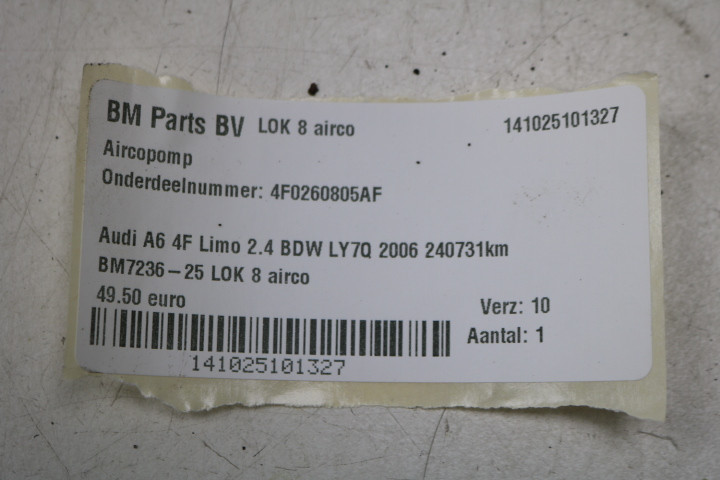 BM Parts BV LOK 8 airco 141025101327
Aircopomp
Onderdeelnummer: 4F0260805AF
Audi A6 4F Limo 2.4 BDW LY7Q 2006 240731km
BM7236-25 LOK 8 airco
49.50 euro Verz: 10
Aantal: 1
141025101327